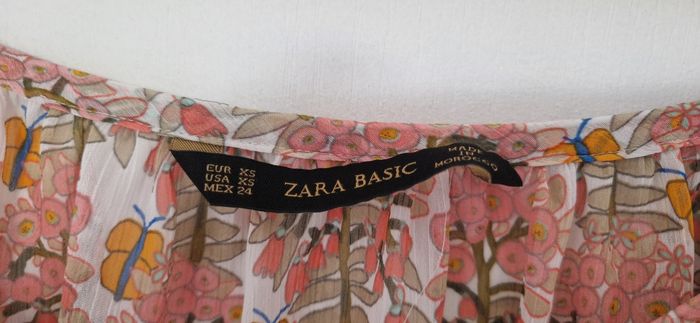 EUR XS
USA XS
MEX 24
ZARA BASIC
MADE
IN
MOROCCO